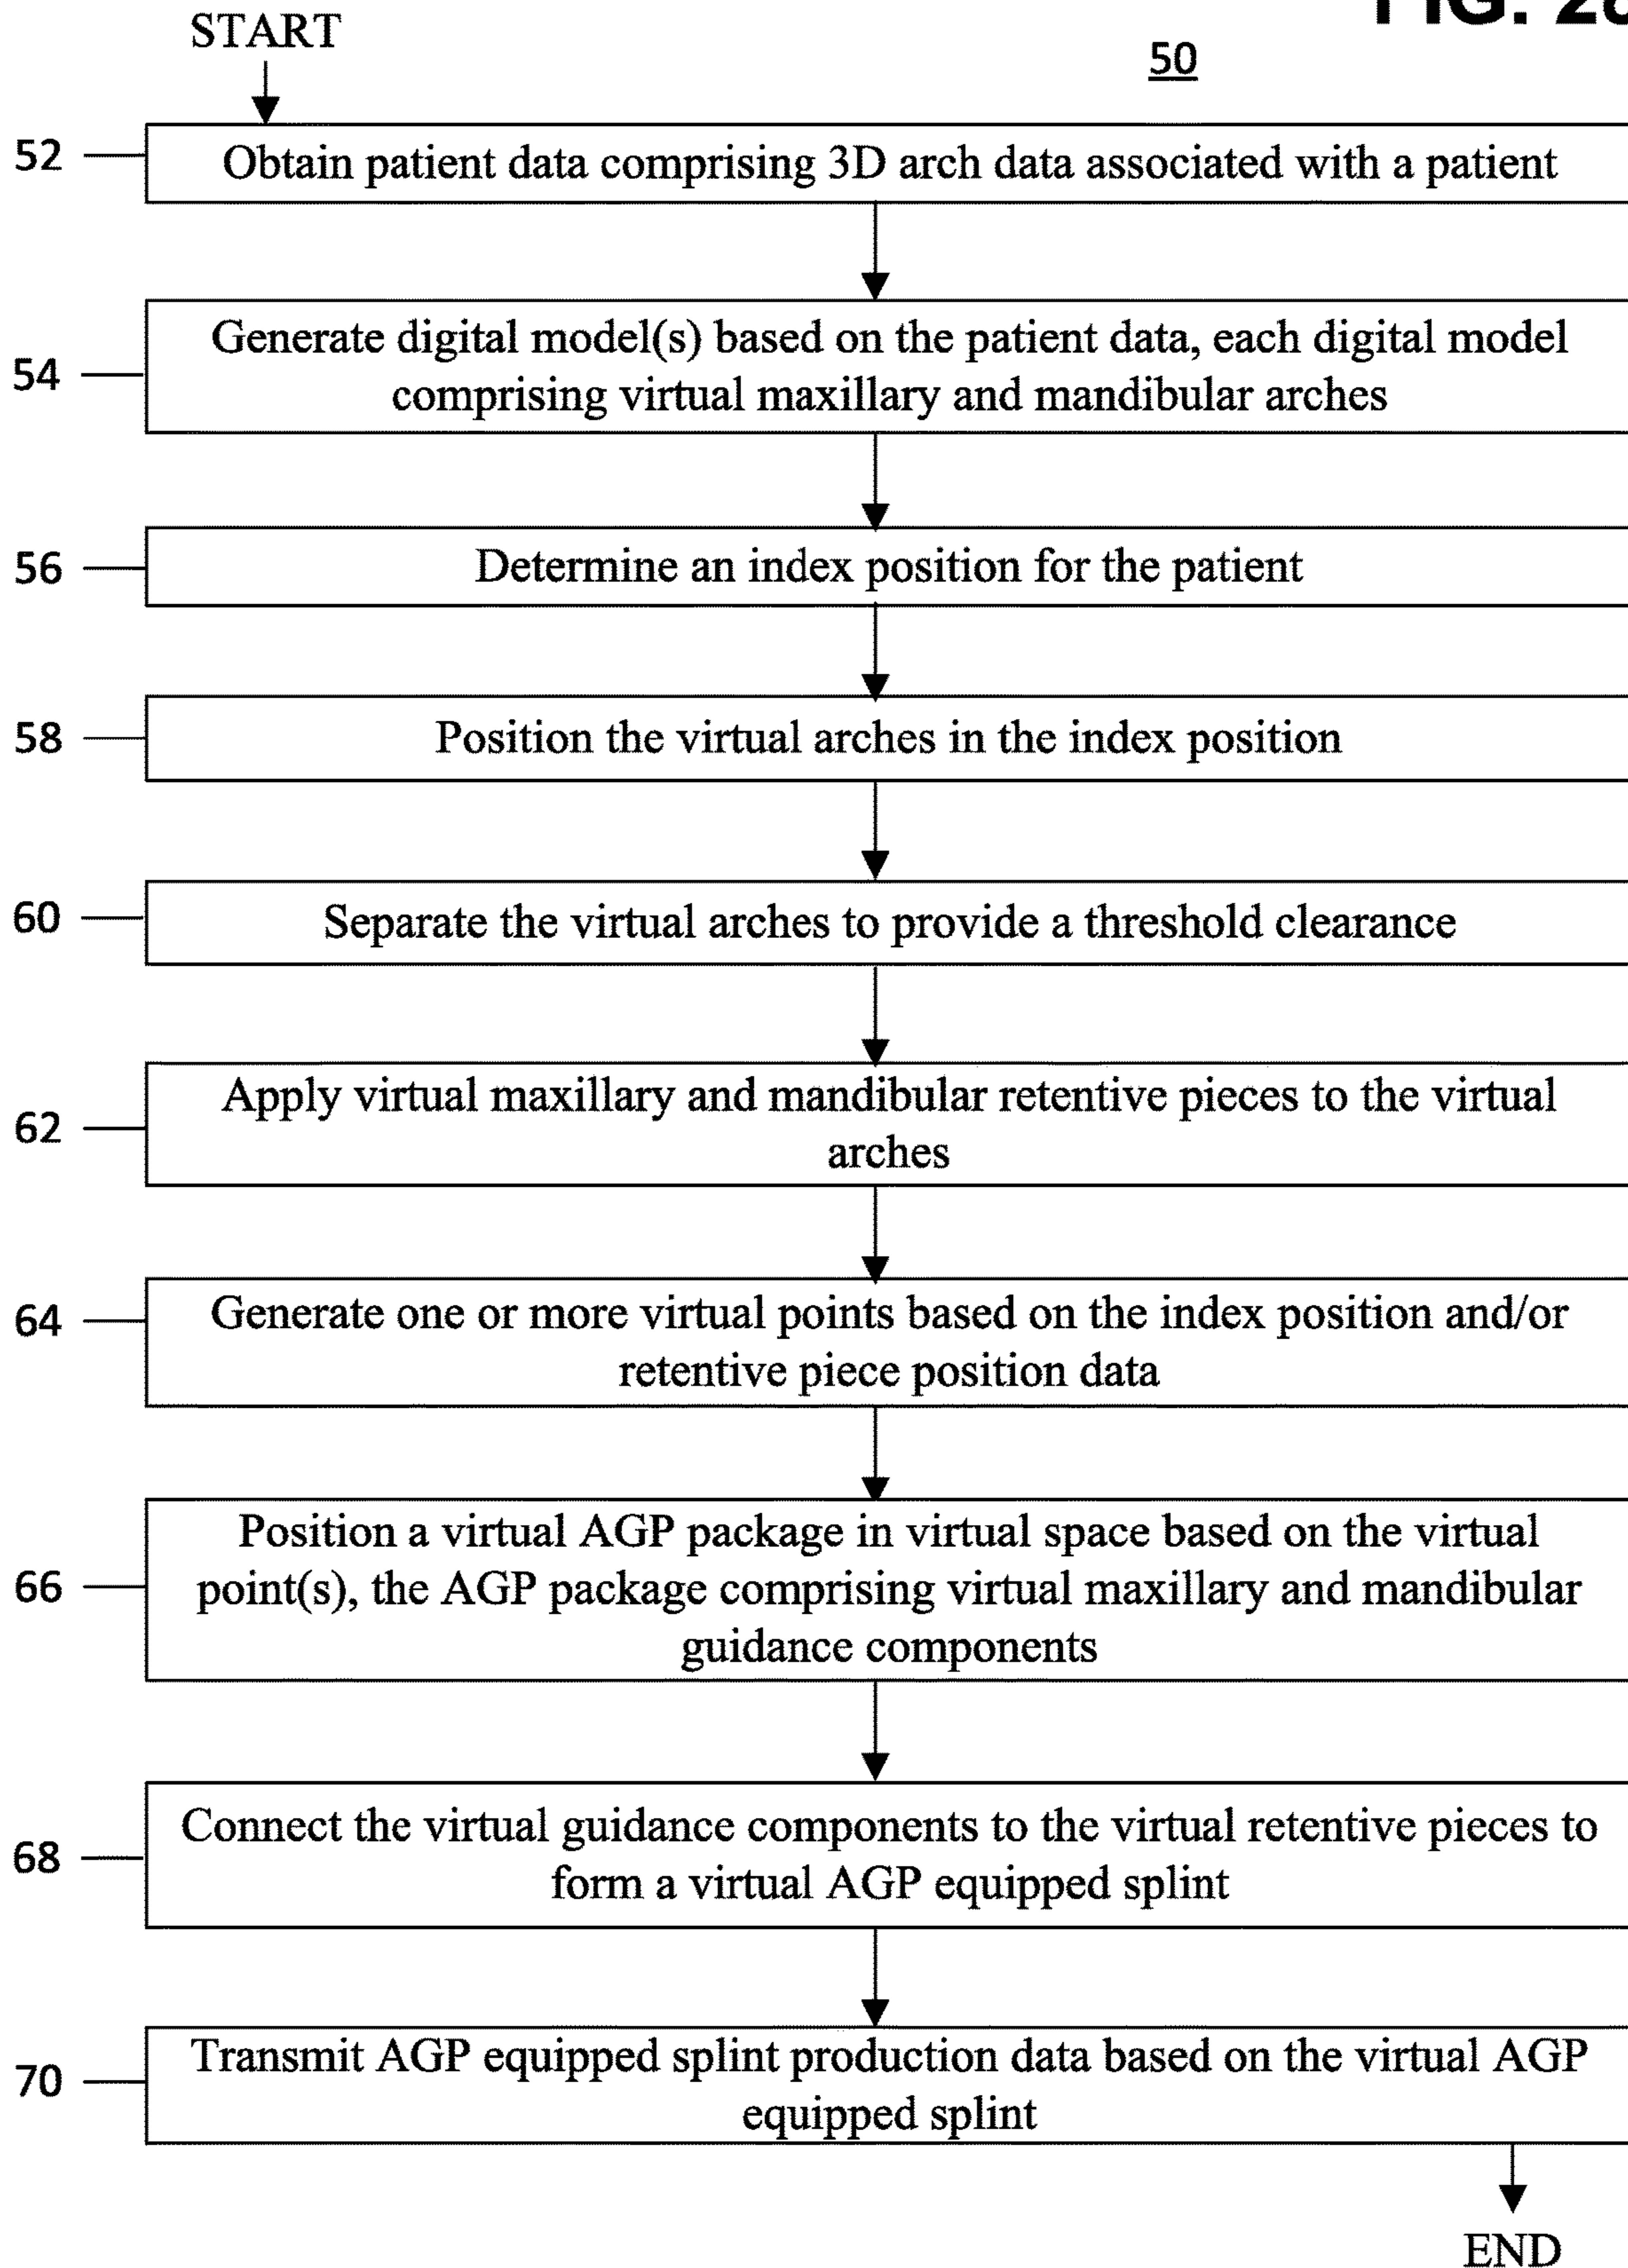 START
FIG. 2a
50
52
Obtain patient data comprising 3D arch data associated with a patient
54
Generate digital model(s) based on the patient data, each digital model
comprising virtual maxillary and mandibular arches
56
Determine an index position for the patient
58
Position the virtual arches in the index position
60
Separate the virtual arches to provide a threshold clearance
62
Apply virtual maxillary and mandibular retentive pieces to the virtual
arches
64
Generate one or more virtual points based on the index position and/or
retentive piece position data
66
Position a virtual AGP package in virtual space based on the virtual
point(s), the AGP package comprising virtual maxillary and mandibular
guidance components
68
Connect the virtual guidance components to the virtual retentive pieces to
form a virtual AGP equipped splint
70
Transmit AGP equipped splint production data based on the virtual AGP
equipped splint
END